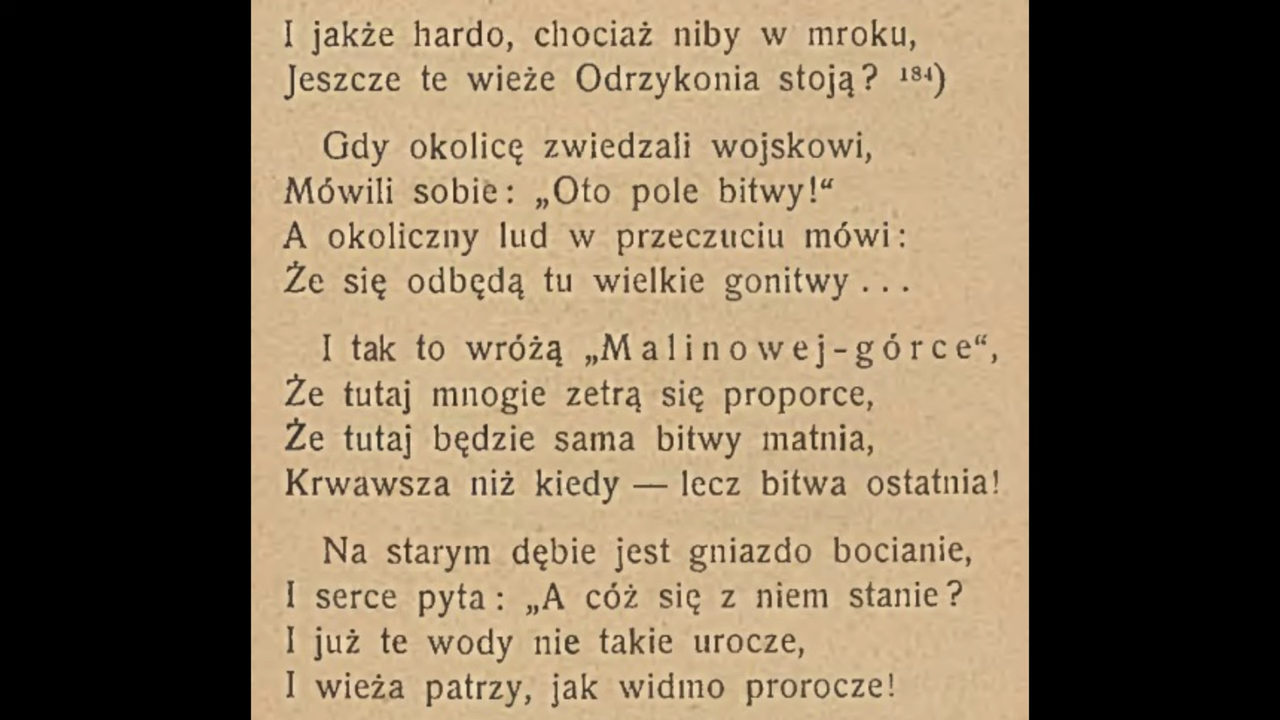 I jakże hardo, chociaż niby w mroku,
Jeszcze te wieże Odrzykonia stoją? ¹⁸⁴)
Gdy okolicę zwiedzali wojskowi,
Mówili sobie: „Oto pole bitwy!“
A okoliczny lud w przeczuciu mówi:
Że się odbędą tu wielkie gonitwy...
I tak to wróżą „Malinowej-górce“,
Że tutaj mnogie zetrą się proporce,
Że tutaj będzie sama bitwy matnia,
Krwawsza niż kiedy — lecz bitwa ostatnia!
Na starym dębie jest gniazdo bocianie,
I serce pyta: „A cóż się z niem stanie?
I już te wody nie takie urocze,
I wieża patrzy, jak widmo prorocze!